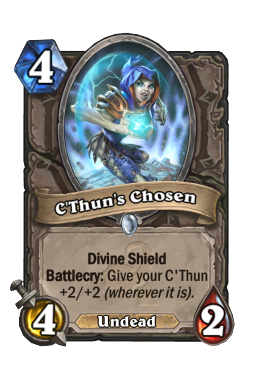 4
C'Thun's Chosen
Divine Shield
Battlecry: Give your C'Thun
+2/+2 (wherever it is).
4 Undead 2